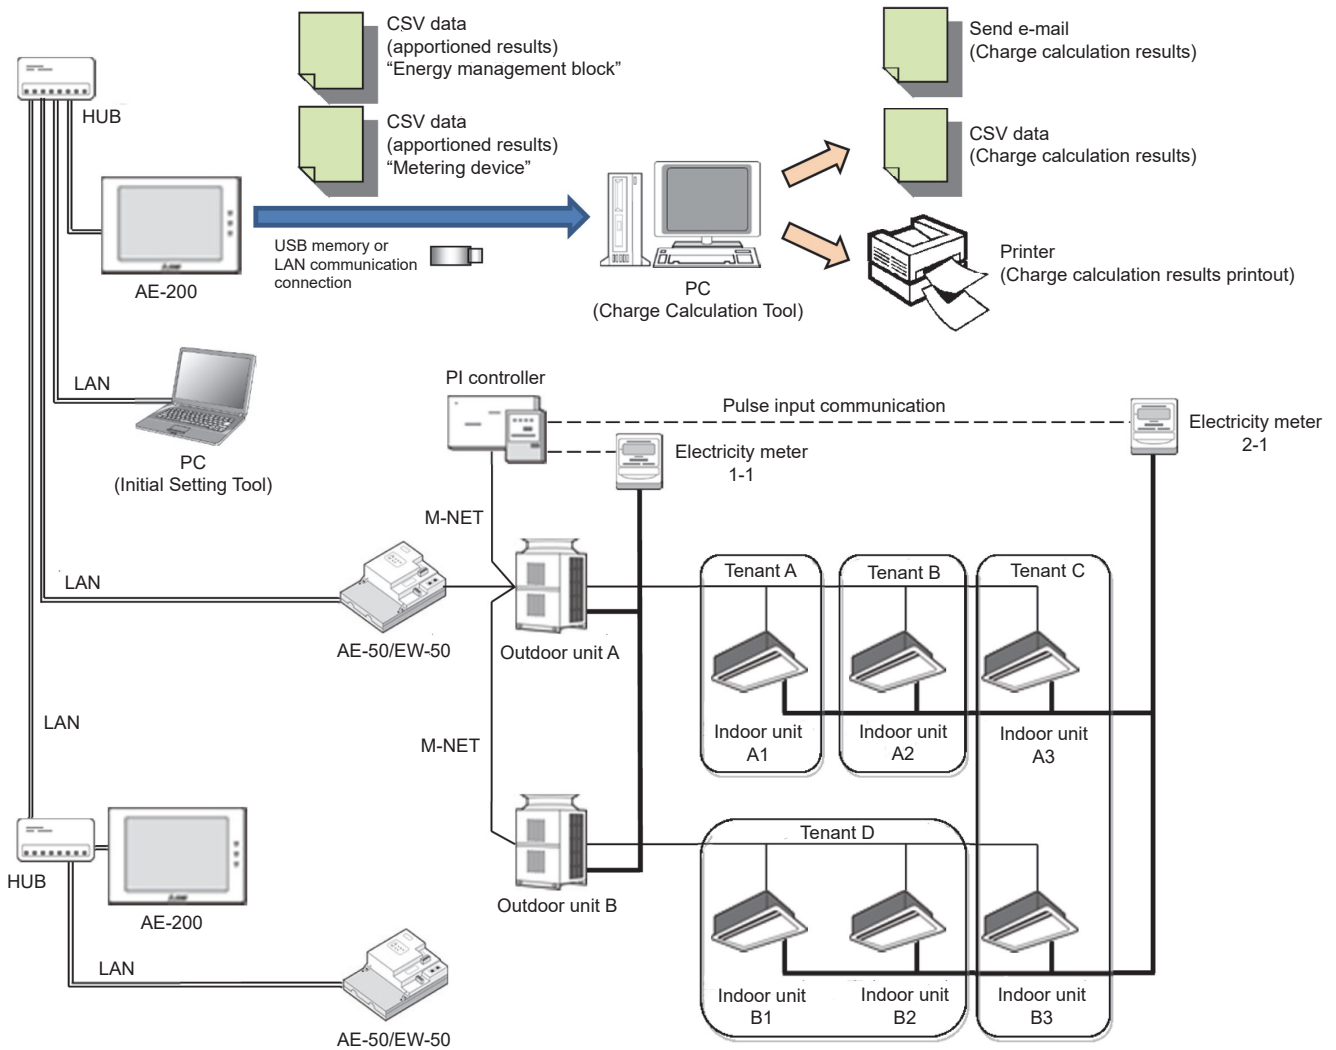 CSV data
(apportioned results)
“Energy management block”
Send e-mail
(Charge calculation results)
HUB
CSV data
(apportioned results)
“Metering device”
CSV data
(Charge calculation results)
USB memory or
LAN communication
connection
AE-200
PC
(Charge Calculation Tool)
Printer
(Charge calculation results printout)
LAN
PC
(Initial Setting Tool)
PI controller
Pulse input communication
Electricity meter
1-1
Electricity meter
2-1
M-NET
LAN
AE-50/EW-50
Outdoor unit A
Tenant A
Tenant B
Tenant C
Indoor unit
A1
Indoor unit
A2
Indoor unit
A3
LAN
M-NET
HUB
AE-200
Outdoor unit B
Tenant D
LAN
AE-50/EW-50
Indoor unit
B1
Indoor unit
B2
Indoor unit
B3